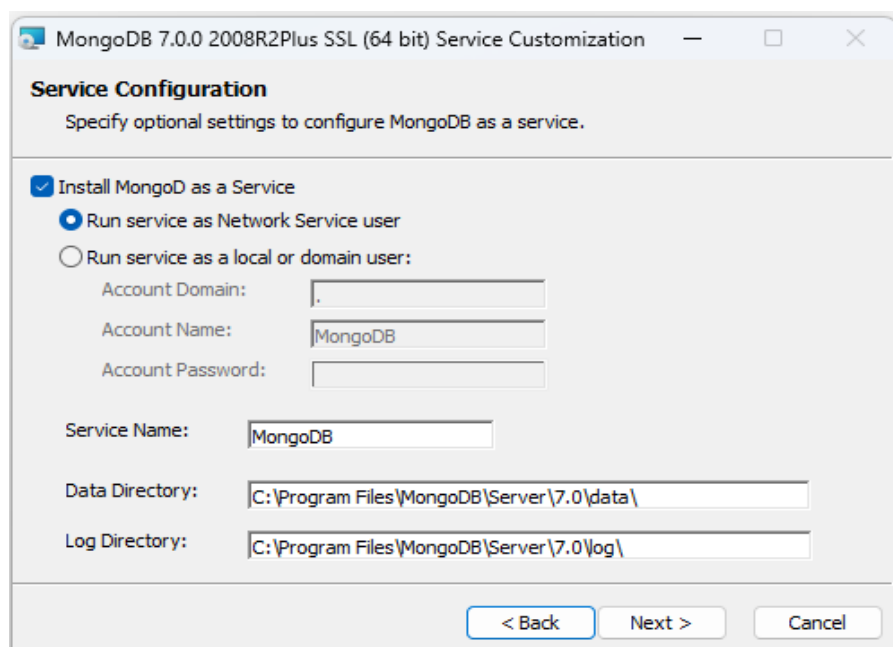 MongoDB 7.0.0 2008R2Plus SSL (64 bit) Service Customization
Service Configuration
Specify optional settings to configure MongoDB as a service.
Install MongoD as a Service
Run service as Network Service user
Run service as a local or domain user:
Account Domain: .
Account Name: MongoDB
Account Password:
Service Name: MongoDB
Data Directory: C:\Program Files\MongoDB\Server\7.0\data\
Log Directory: C:\Program Files\MongoDB\Server\7.0\log\
< Back Next > Cancel